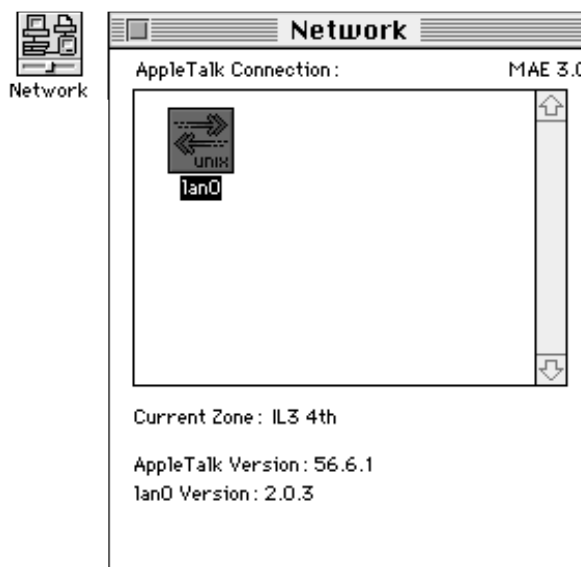 Network
Network
AppleTalk Connection:
MAE 3.0
UNIX
lan0
Current Zone: IL3 4th
AppleTalk Version: 56.6.1
lan0 Version: 2.0.3